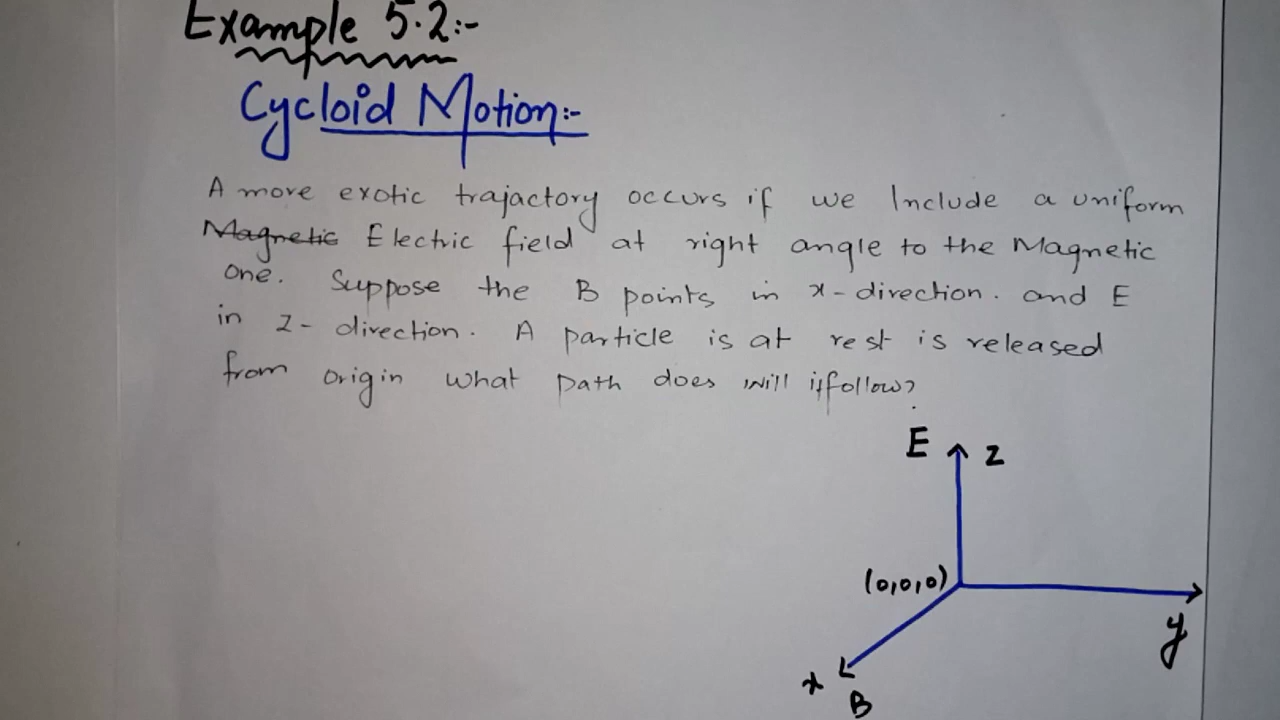 Example 5.2:-
Cycloid Motion:-
A more exotic trajactory occurs if we Include a uniform
Magnetic Electric field at right angle to the Magnetic
one. Suppose the B points in x-direction. and E
in z-direction. A particle is at rest is released
from origin what path does will it follow?
E z
(0,0,0)
y
x
B